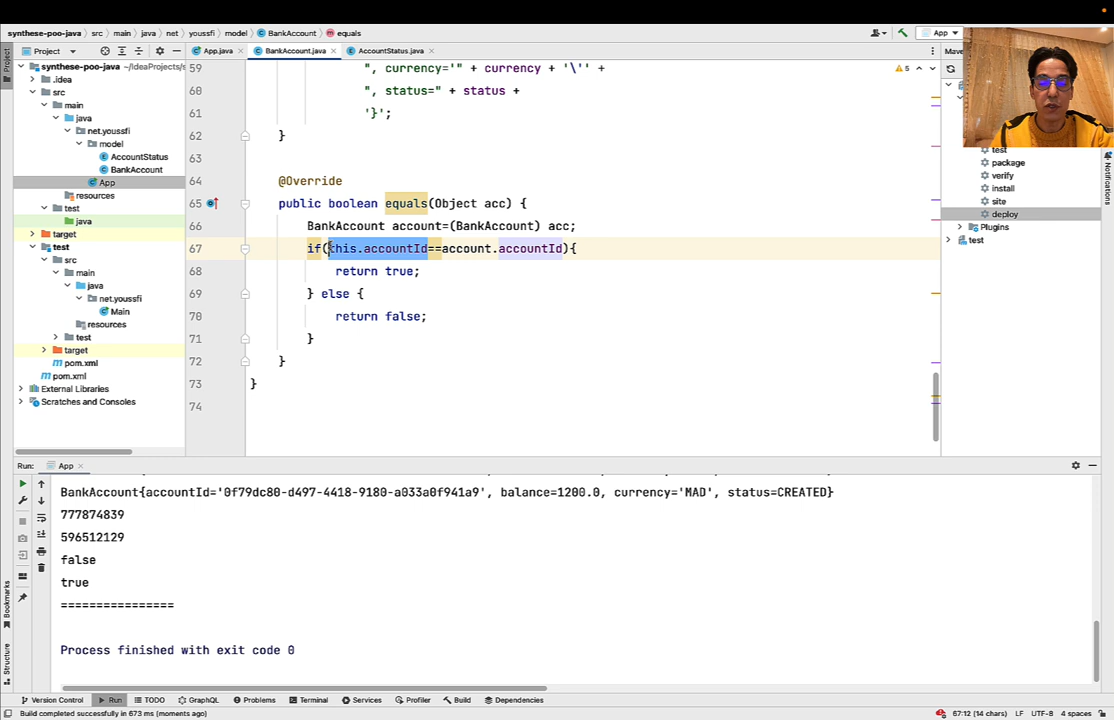 synthese-poo-java src main java net youssfi model BankAccount equals App
Project App.java BankAccount.java AccountStatus.java
synthese-poo-java ~/IdeaProjects/s
.idea
src
main
java
net.youssfi
model
AccountStatus
BankAccount
App
resources
test
java
target
test
src
main
java
net.youssfi
Main
resources
test
target
pom.xml
pom.xml
External Libraries
Scratches and Consoles
59 ", currency='" + currency + '\'' +
60 ", status=" + status +
61 '}';
62 }
63
64 @Override
65 public boolean equals(Object acc) {
66 BankAccount account=(BankAccount) acc;
67 if(this.accountId==account.accountId){
68 return true;
69 } else {
70 return false;
71 }
72 }
73 }
74
5
Mave
test
package
verify
install
site
deploy
Plugins
test
Notifications
Project
Bookmarks
Structure
Run: App
BankAccount{accountId='0f79dc80-d497-4418-9180-a033a0f941a9', balance=1200.0, currency='MAD', status=CREATED}
777874839
596512129
false
true
================
Process finished with exit code 0
Version Control Run TODO GraphQL Problems Terminal Services Profiler Build Dependencies
Build completed successfully in 673 ms (moments ago) 67:12 (14 chars) LF UTF-8 4 spaces